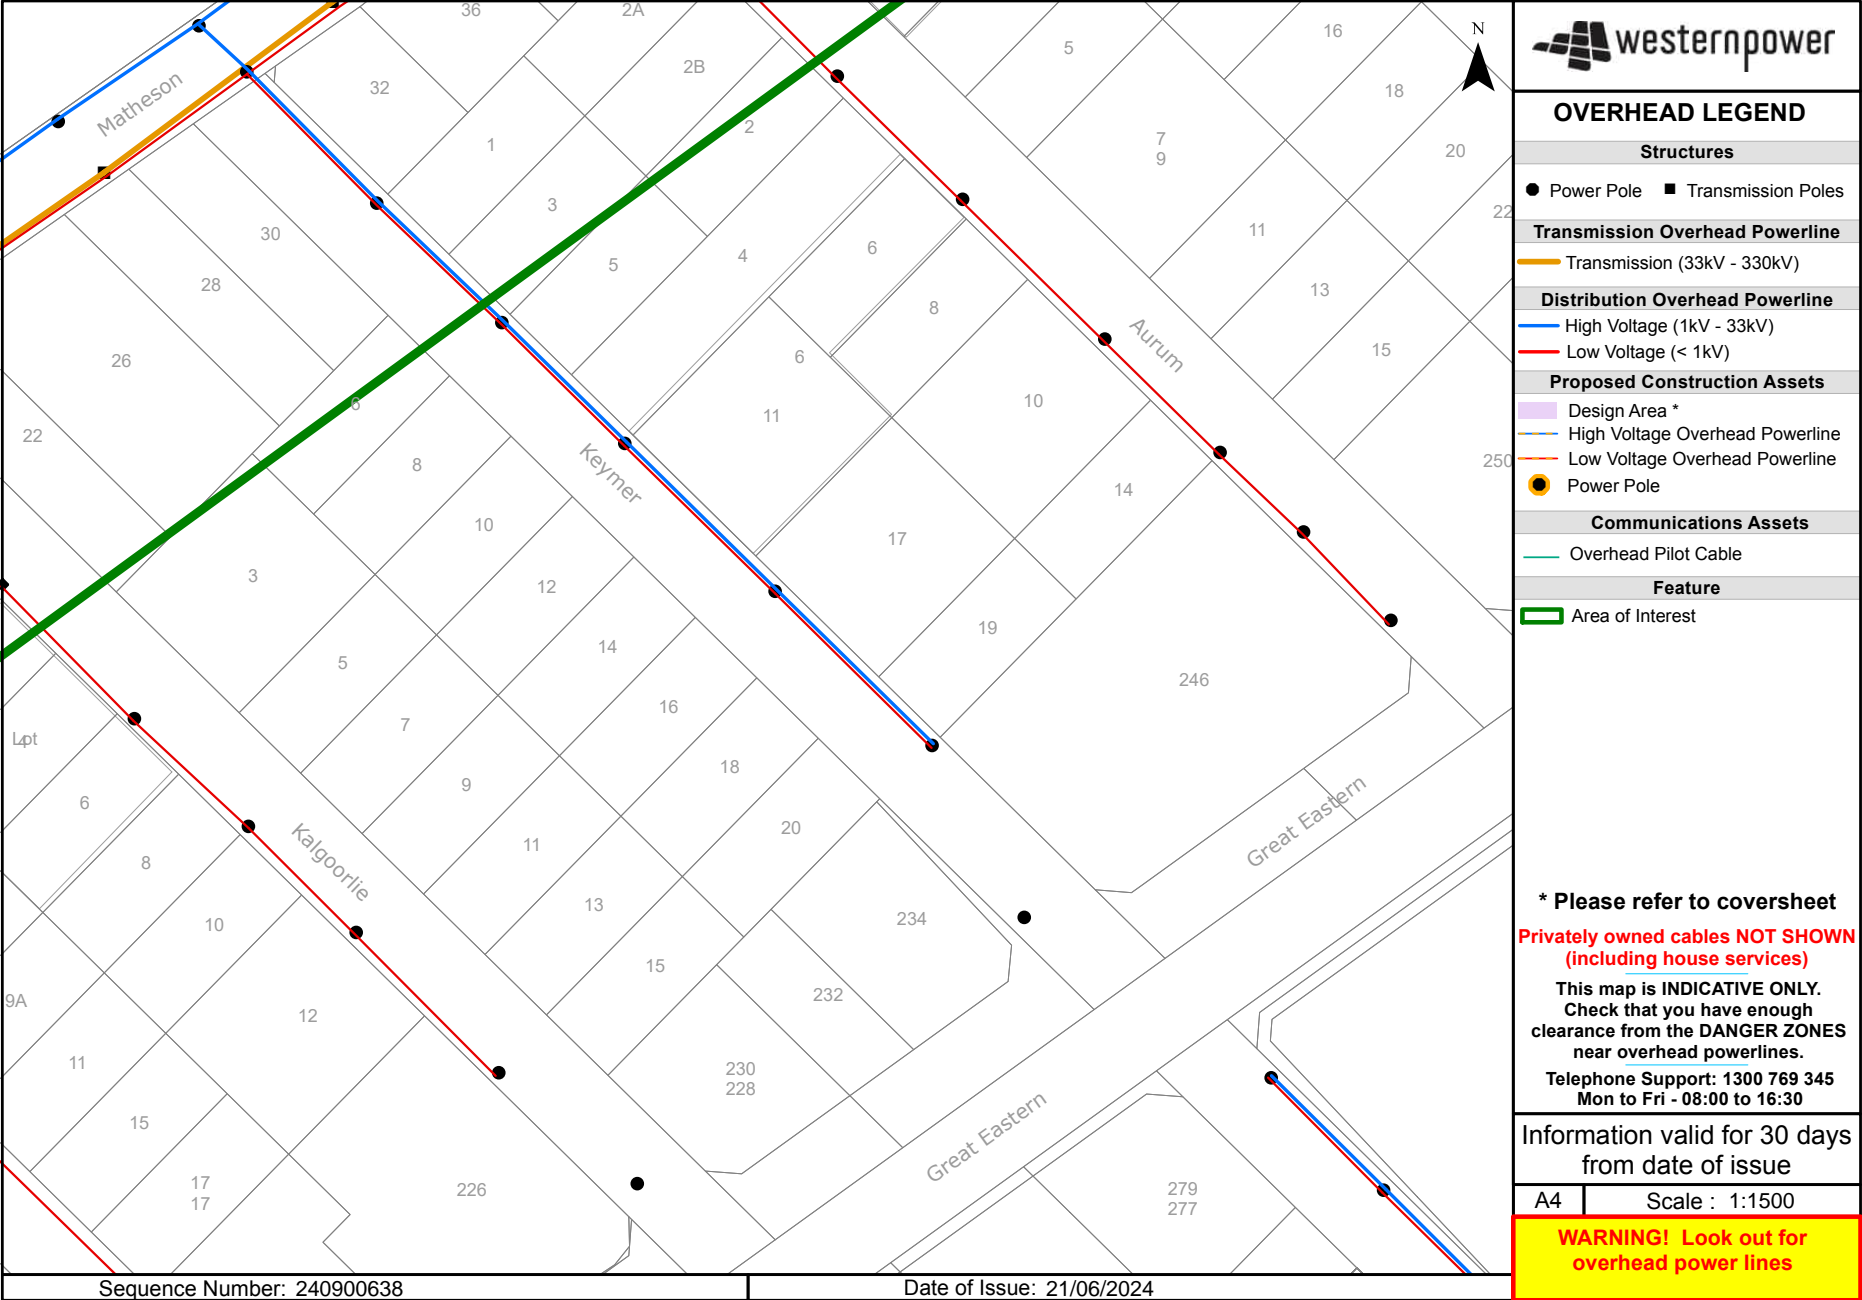 36
2A
2B
32
1
2
3
5
4
6
8
6
11
5
16
18
7
9
20
22
11
13
15
250
Matheson
30
28
26
22
6
8
10
12
14
16
18
20
Keymer
Aurum
10
14
17
19
246
3
5
7
9
11
13
15
234
232
230
228
Lot
4
6
8
10
9A
12
11
15
17
17
226
Kalgoorlie
Great Eastern
Great Eastern
279
277
N
westernpower
OVERHEAD LEGEND
Structures
Power Pole
Transmission Poles
Transmission Overhead Powerline
Transmission (33kV - 330kV)
Distribution Overhead Powerline
High Voltage (1kV - 33kV)
Low Voltage (< 1kV)
Proposed Construction Assets
Design Area *
High Voltage Overhead Powerline
Low Voltage Overhead Powerline
Power Pole
Communications Assets
Overhead Pilot Cable
Feature
Area of Interest
* Please refer to coversheet
Privately owned cables NOT SHOWN
(including house services)
This map is INDICATIVE ONLY.
Check that you have enough
clearance from the DANGER ZONES
near overhead powerlines.
Telephone Support: 1300 769 345
Mon to Fri - 08:00 to 16:30
Information valid for 30 days
from date of issue
A4
Scale : 1:1500
WARNING! Look out for
overhead power lines
Sequence Number: 240900638
Date of Issue: 21/06/2024